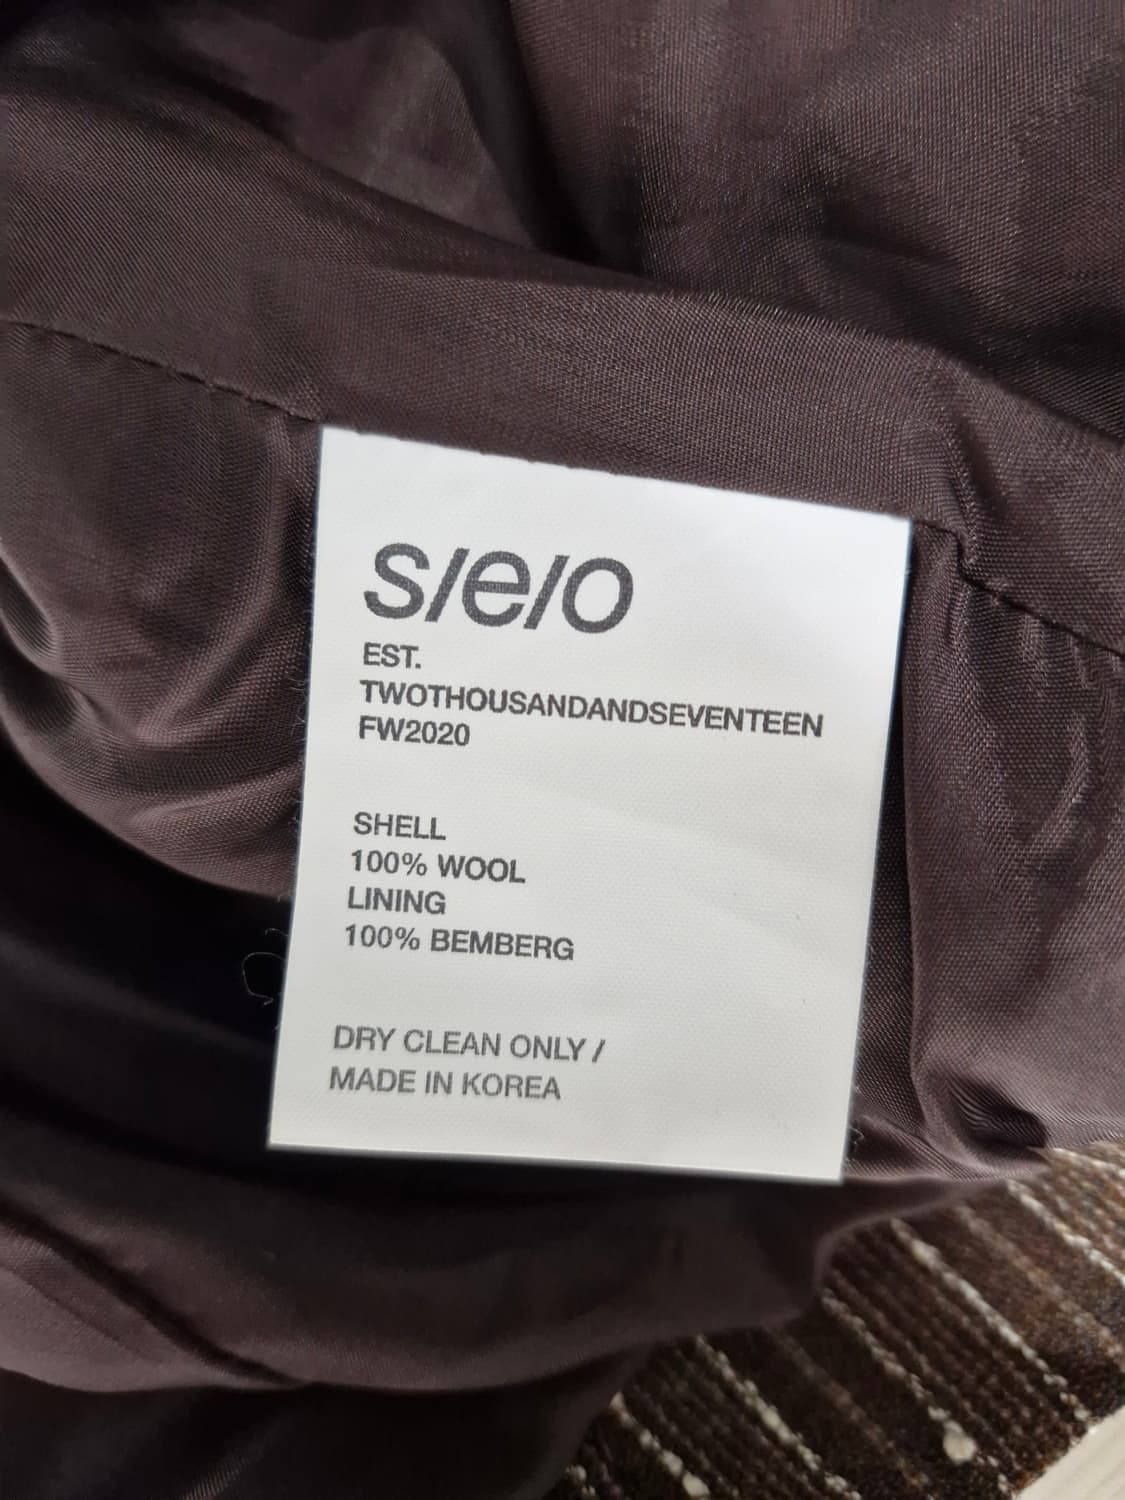 s/e/o
EST.
TWOTHOUSANDANDSEVENTEEN
FW2020
SHELL
100% WOOL
LINING
100% BEMBERG
DRY CLEAN ONLY /
MADE IN KOREA